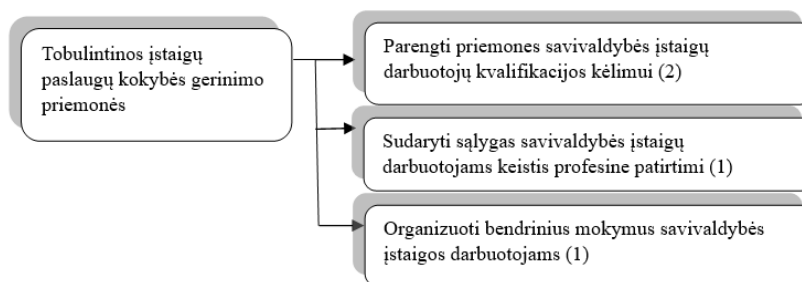 Tobulintinos įstaigų
paslaugų kokybės gerinimo
priemonės
Parengti priemones savivaldybės įstaigų
darbuotojų kvalifikacijos kėlimui (2)
Sudaryti sąlygas savivaldybės įstaigų
darbuotojams keistis profesine patirtimi (1)
Organizuoti bendrinius mokymus savivaldybės
įstaigos darbuotojams (1)